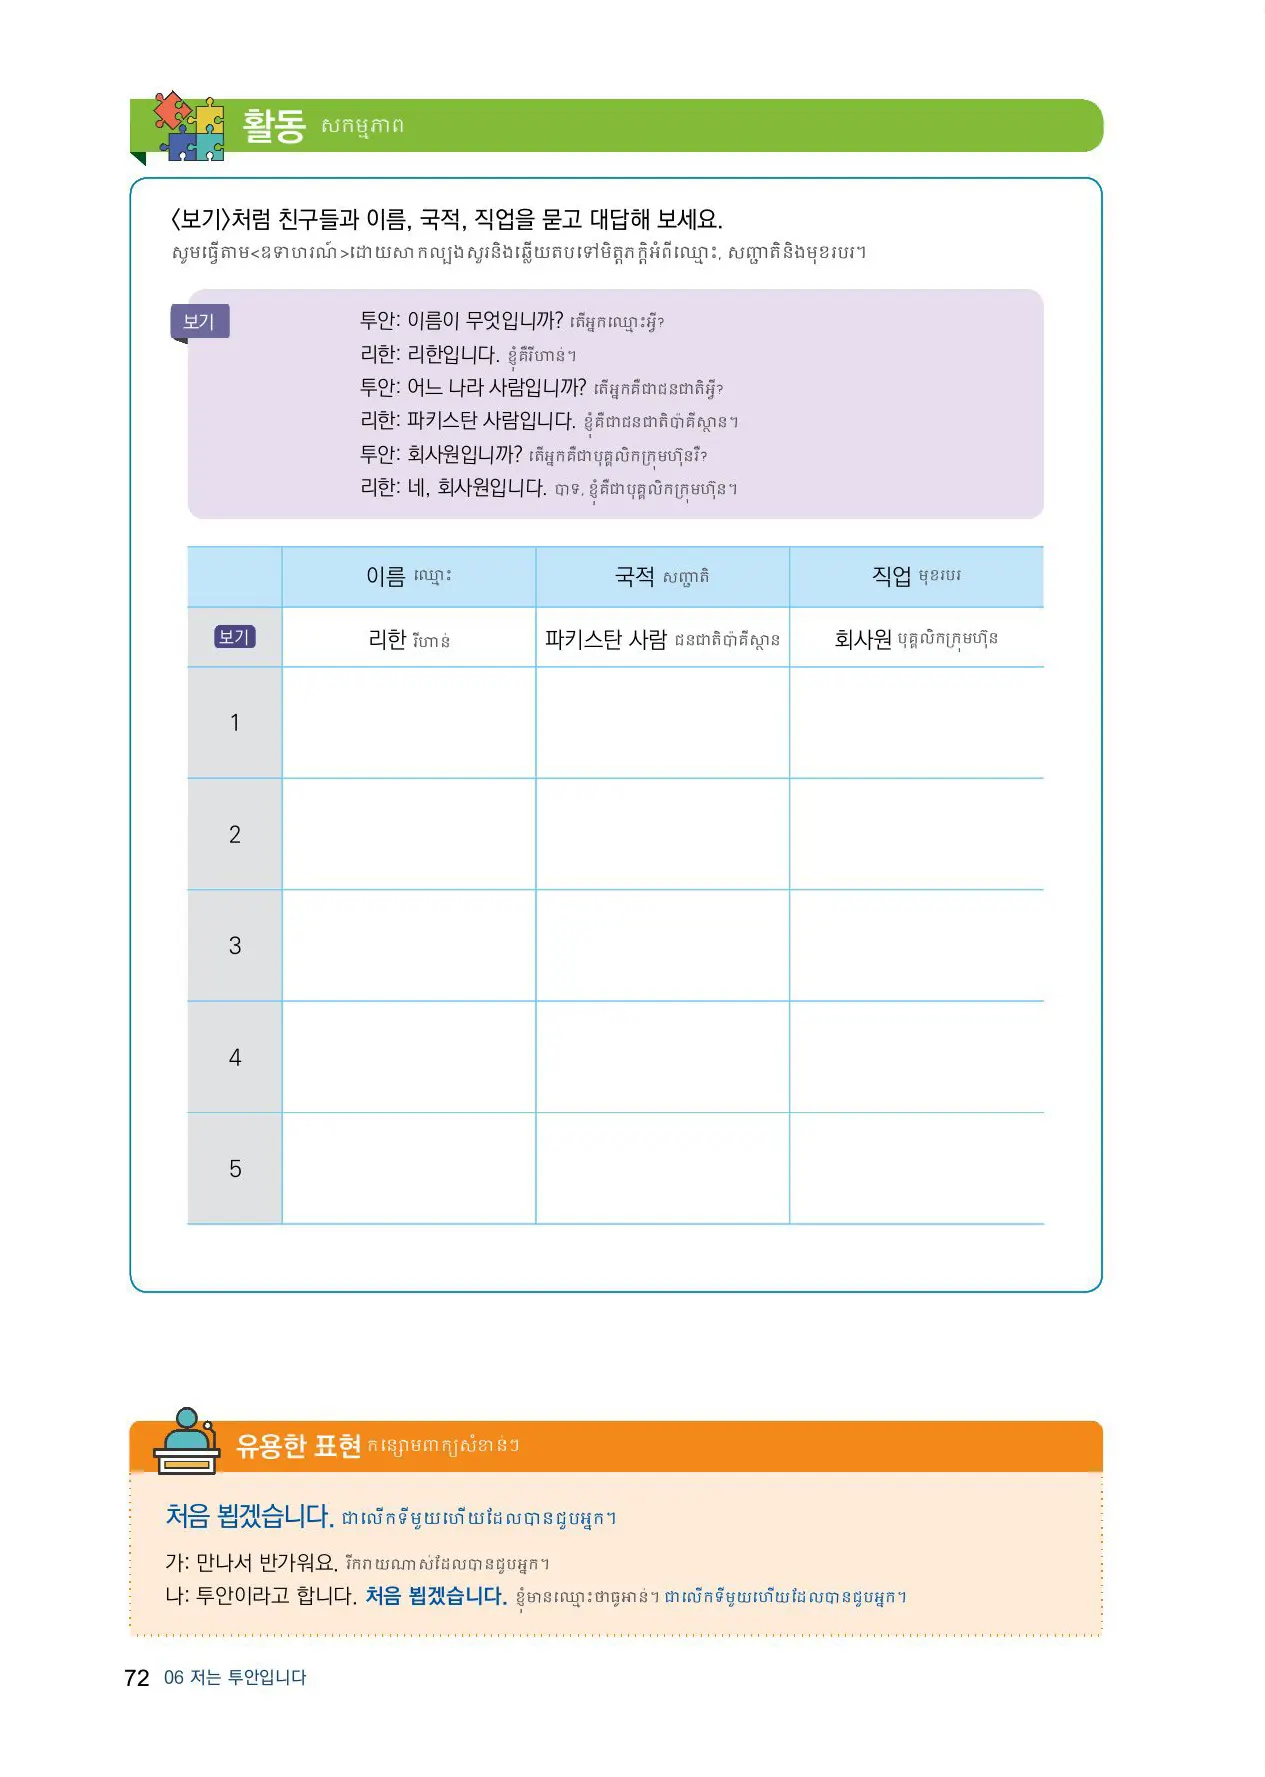 활동 សកម្មភាព
<보기>처럼 친구들과 이름, 국적, 직업을 묻고 대답해 보세요.
សូមធ្វើតាម<ឧទាហរណ៍>ដោយសាកល្បងសួរនិងឆ្លើយតបទៅមិត្តភក្តិអំពីឈ្មោះ, សញ្ជាតិនិងមុខរបរ។
보기
투안: 이름이 무엇입니까? តើអ្នកឈ្មោះអ្វី?
리한: 리한입니다. ខ្ញុំគឺរីហាន់។
투안: 어느 나라 사람입니까? តើអ្នកគឺជាជនជាតិអ្វី?
리한: 파키스탄 사람입니다. ខ្ញុំគឺជាជនជាតិប៉ាគីស្ថាន។
투안: 회사원입니까? តើអ្នកគឺជាបុគ្គលិកក្រុមហ៊ុនរឺ?
리한: 네, 회사원입니다. បាទ, ខ្ញុំគឺជាបុគ្គលិកក្រុមហ៊ុន។
이름 ឈ្មោះ 국적 សញ្ជាតិ 직업 មុខរបរ
보기 리한 រីហាន់ 파키스탄 사람 ជនជាតិប៉ាគីស្ថាន 회사원 បុគ្គលិកក្រុមហ៊ុន
1
2
3
4
5
유용한 표현 កន្សោមពាក្យសំខាន់ៗ
처음 뵙겠습니다. ជាលើកទីមួយហើយដែលបានជួបអ្នក។
가: 만나서 반가워요. រីករាយណាស់ដែលបានជួបអ្នក។
나: 투안이라고 합니다. 처음 뵙겠습니다. ខ្ញុំមានឈ្មោះថាធូអាន់។ ជាលើកទីមួយហើយដែលបានជួបអ្នក។
72 06 저는 투안입니다